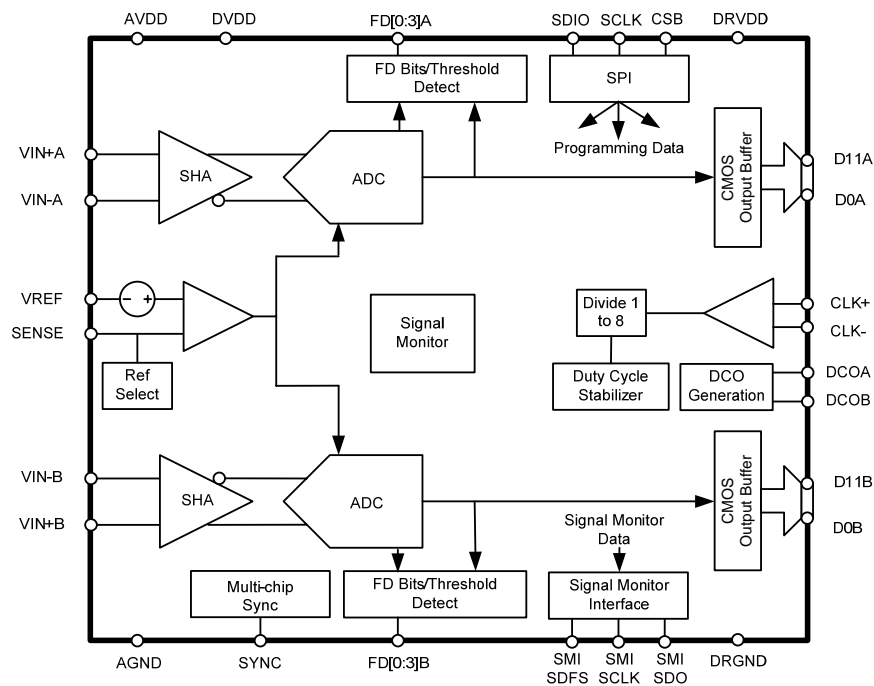 AVDD
DVDD
FD[0:3]A
SDIO
SCLK
CSB
DRVDD
FD Bits/Threshold
Detect
SPI
Programming Data
VIN+A
VIN-A
SHA
ADC
CMOS
Output Buffer
D11A
D0A
VREF
- +
SENSE
Ref
Select
Signal
Monitor
Divide 1
to 8
CLK+
CLK-
Duty Cycle
Stabilizer
DCO
Generation
DCOA
DCOB
VIN-B
VIN+B
SHA
ADC
CMOS
Output Buffer
D11B
D0B
Signal Monitor
Data
Multi-chip
Sync
FD Bits/Threshold
Detect
Signal Monitor
Interface
AGND
SYNC
FD[0:3]B
SMI
SDFS
SMI
SCLK
SMI
SDO
DRGND